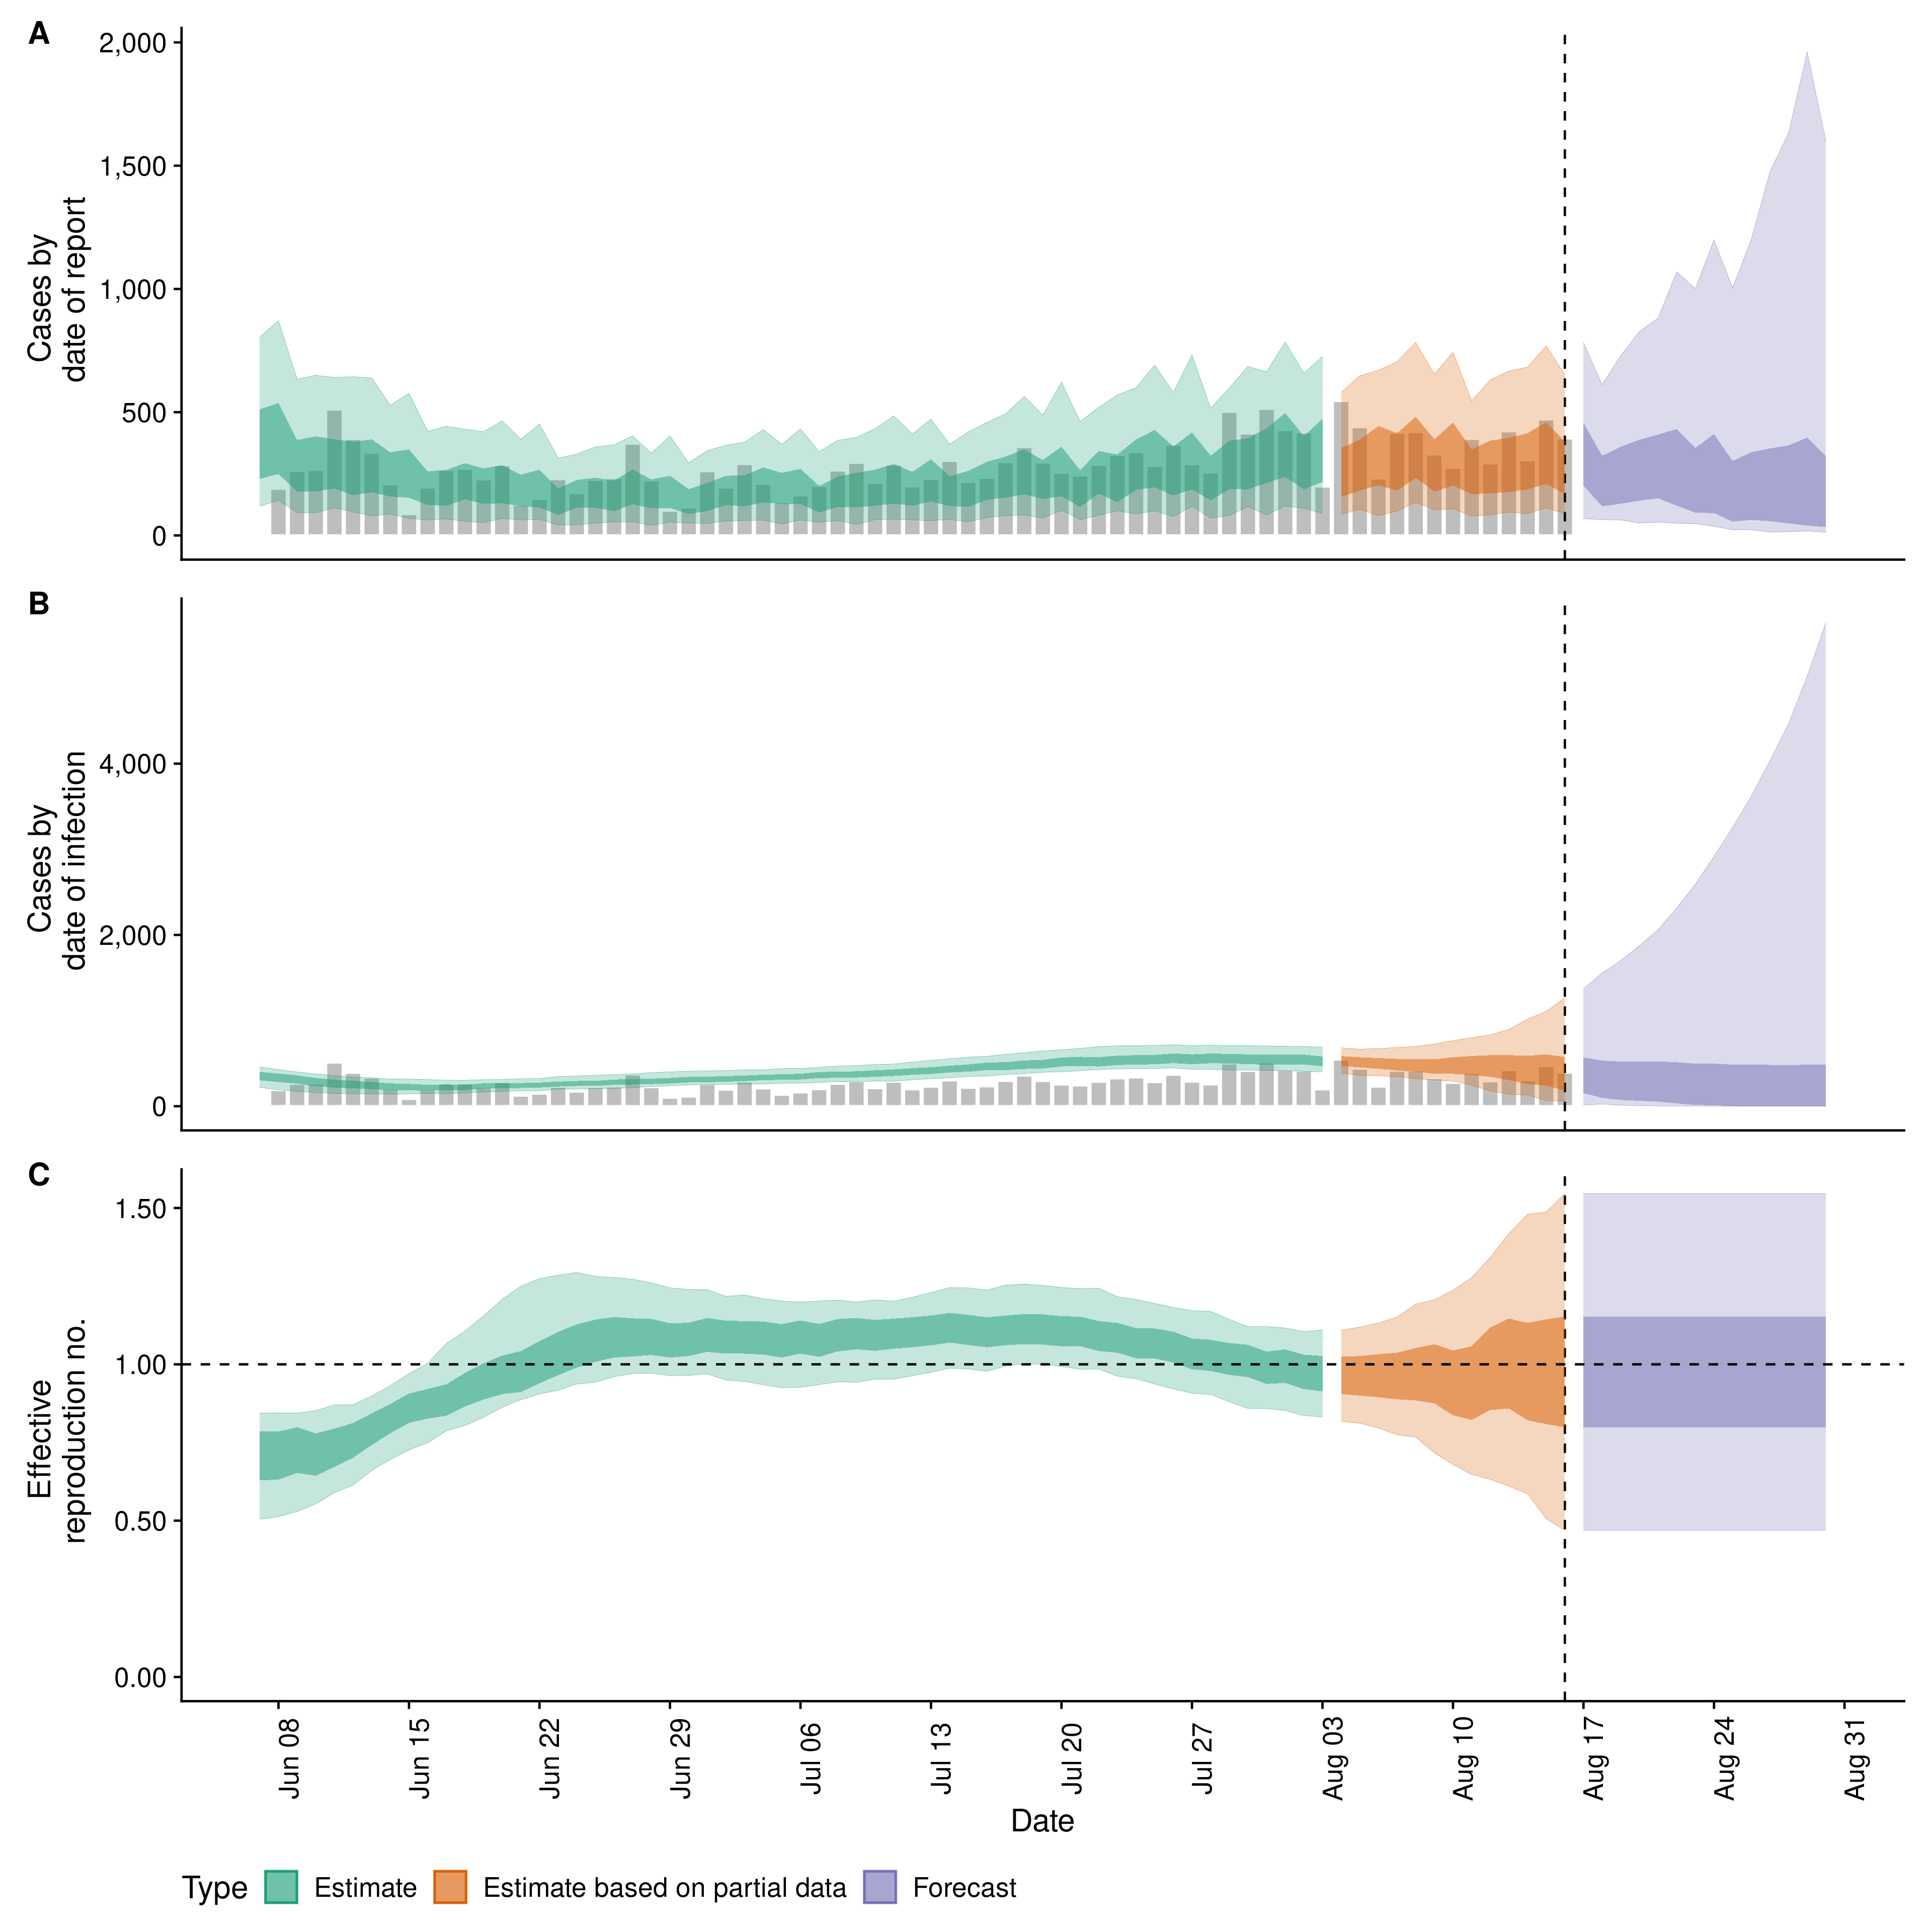 A
2,000
1,500
1,000
500
0
Cases by
date of report
B
4,000
2,000
0
Cases by
date of infection
C
1.50
1.00
0.50
0.00
Effective
reproduction no.
Jun 08
Jun 15
Jun 22
Jun 29
Jul 06
Jul 13
Jul 20
Jul 27
Aug 03
Aug 10
Aug 17
Aug 24
Aug 31
Date
Type Estimate Estimate based on partial data Forecast